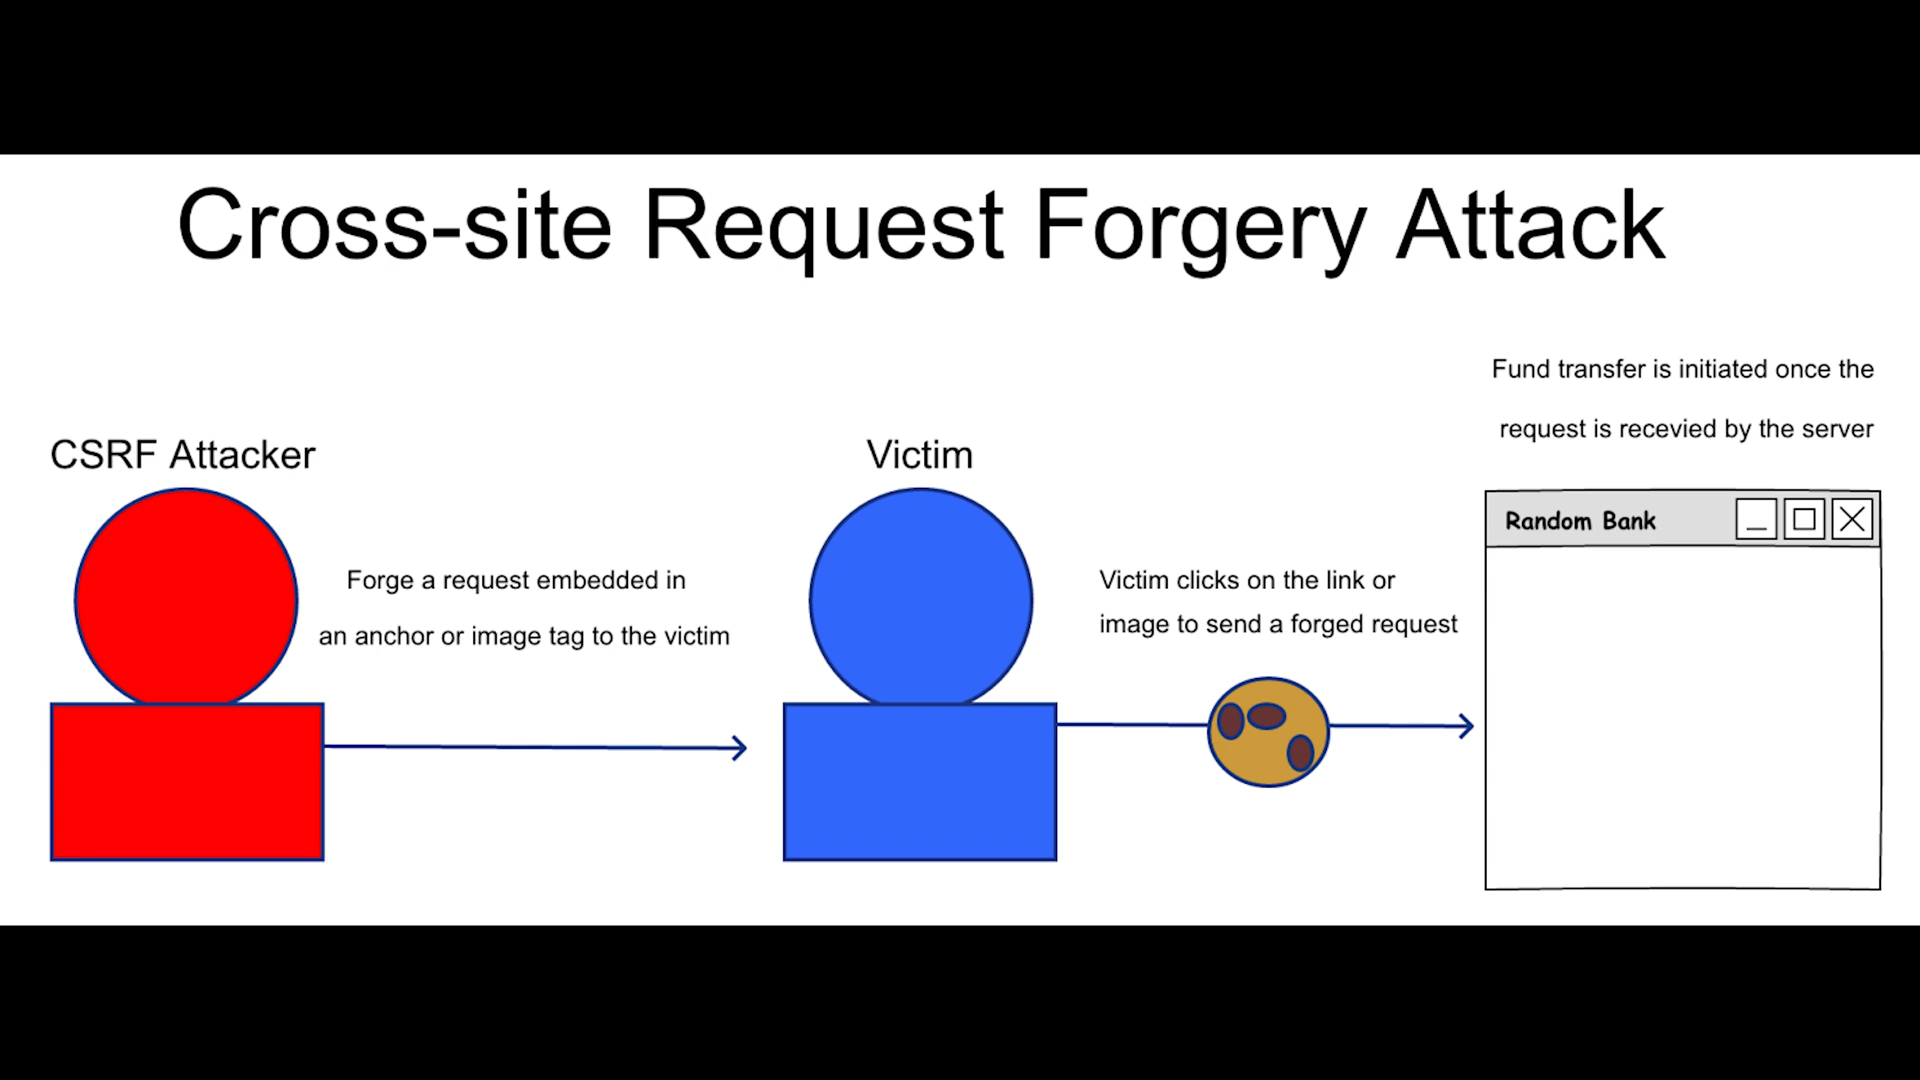 Cross-site Request Forgery Attack
CSRF Attacker
Forge a request embedded in
an anchor or image tag to the victim
Victim
Victim clicks on the link or
image to send a forged request
Fund transfer is initiated once the
request is recevied by the server
Random Bank